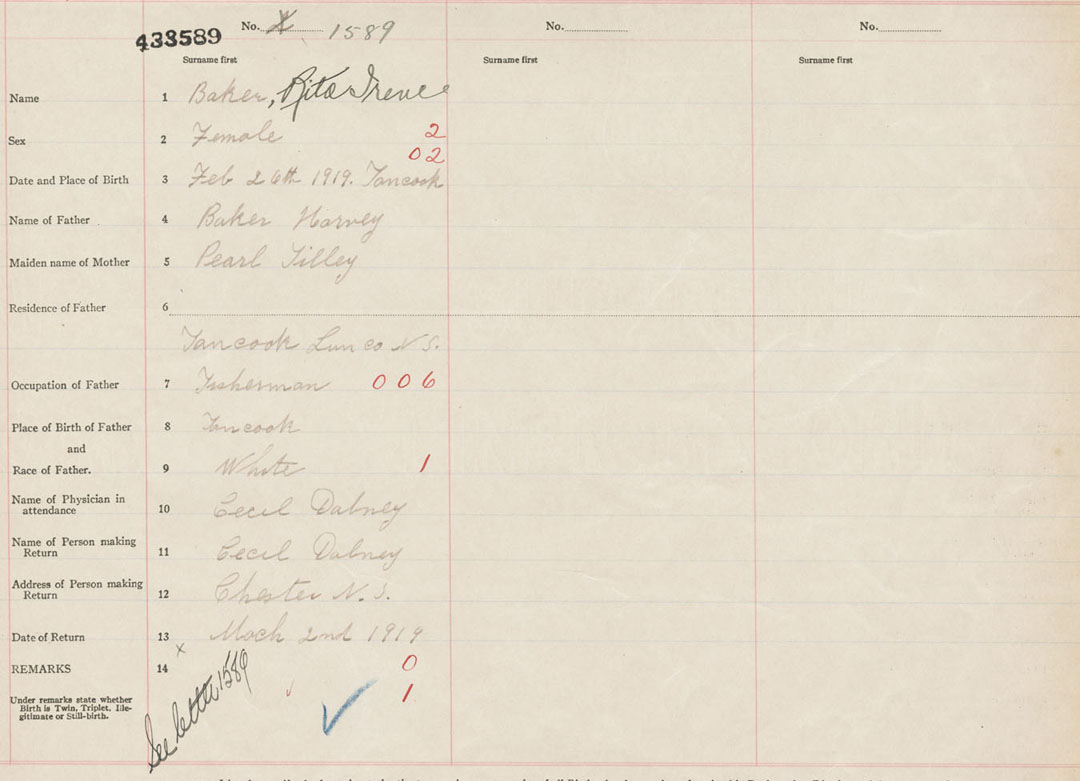 No. X 1589
No.
No.
433589
Surname first
Surname first
Surname first
Name 1 Baker, Rita Irene
Sex 2 Female 2
02
Date and Place of Birth 3 Feb 26th 1919. Tancook
Name of Father 4 Baker Harvey
Maiden name of Mother 5 Pearl Tilley
Residence of Father 6
Tancook Lun co N S.
Occupation of Father 7 Fisherman 006
Place of Birth of Father 8 Tancook
and
Race of Father. 9 White 1
Name of Physician in
attendance 10 Cecil Dabney
Name of Person making
Return 11 Cecil Dabney
Address of Person making
Return 12 Chester N.S.
Date of Return 13 Mach 2nd 1919
x
REMARKS 14 0
Under remarks state whether 1
Birth is Twin, Triplet, Ille-
gitimate or Still-birth.
See letter 1589